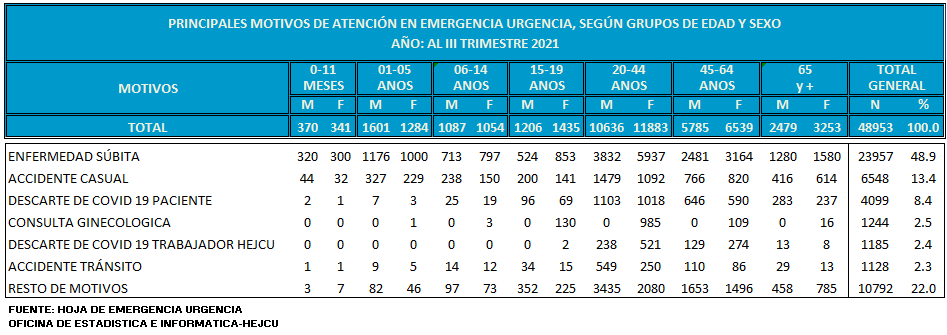 PRINCIPALES MOTIVOS DE ATENCIÓN EN EMERGENCIA URGENCIA, SEGÚN GRUPOS DE EDAD Y SEXO
AÑO: AL III TRIMESTRE 2021
MOTIVOS 0-11 MESES 01-05 ANOS 06-14 ANOS 15-19 ANOS 20-44 ANOS 45-64 ANOS 65 y + TOTAL GENERAL
M F M F M F M F M F M F M F N %
TOTAL 370 341 1601 1284 1087 1054 1206 1435 10636 11883 5785 6539 2479 3253 48953 100.0
ENFERMEDAD SÚBITA 320 300 1176 1000 713 797 524 853 3832 5937 2481 3164 1280 1580 23957 48.9
ACCIDENTE CASUAL 44 32 327 229 238 150 200 141 1479 1092 766 820 416 614 6548 13.4
DESCARTE DE COVID 19 PACIENTE 2 1 7 3 25 19 96 69 1103 1018 646 590 283 237 4099 8.4
CONSULTA GINECOLOGICA 0 0 0 1 0 3 0 130 0 985 0 109 0 16 1244 2.5
DESCARTE DE COVID 19 TRABAJADOR HEJCU 0 0 0 0 0 0 0 2 238 521 129 274 13 8 1185 2.4
ACCIDENTE TRÁNSITO 1 1 9 5 14 12 34 15 549 250 110 86 29 13 1128 2.3
RESTO DE MOTIVOS 3 7 82 46 97 73 352 225 3435 2080 1653 1496 458 785 10792 22.0
FUENTE: HOJA DE EMERGENCIA URGENCIA
OFICINA DE ESTADISTICA E INFORMATICA-HEJCU